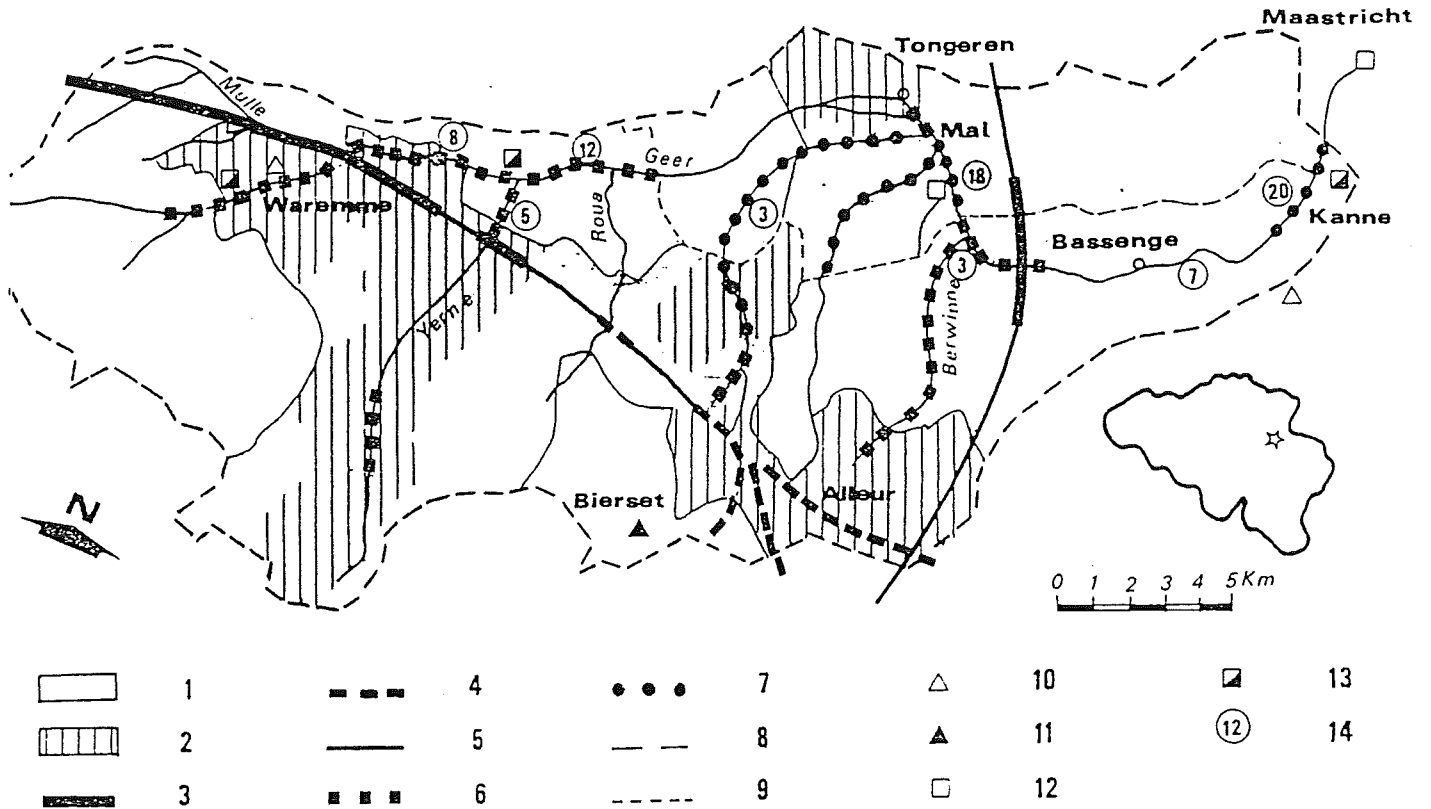 Maastricht
Tongeren
Mulle
8
12
Geer
Mal
18
20
Waremme
5
Roua
3
Kanne
Bassenge
3
7
Yerne
Berwinne
N
Bierset
Alleur
0 1 2 3 4 5 Km
1 4 7 10 13
2 5 8 11 12 14
3 6 9 12